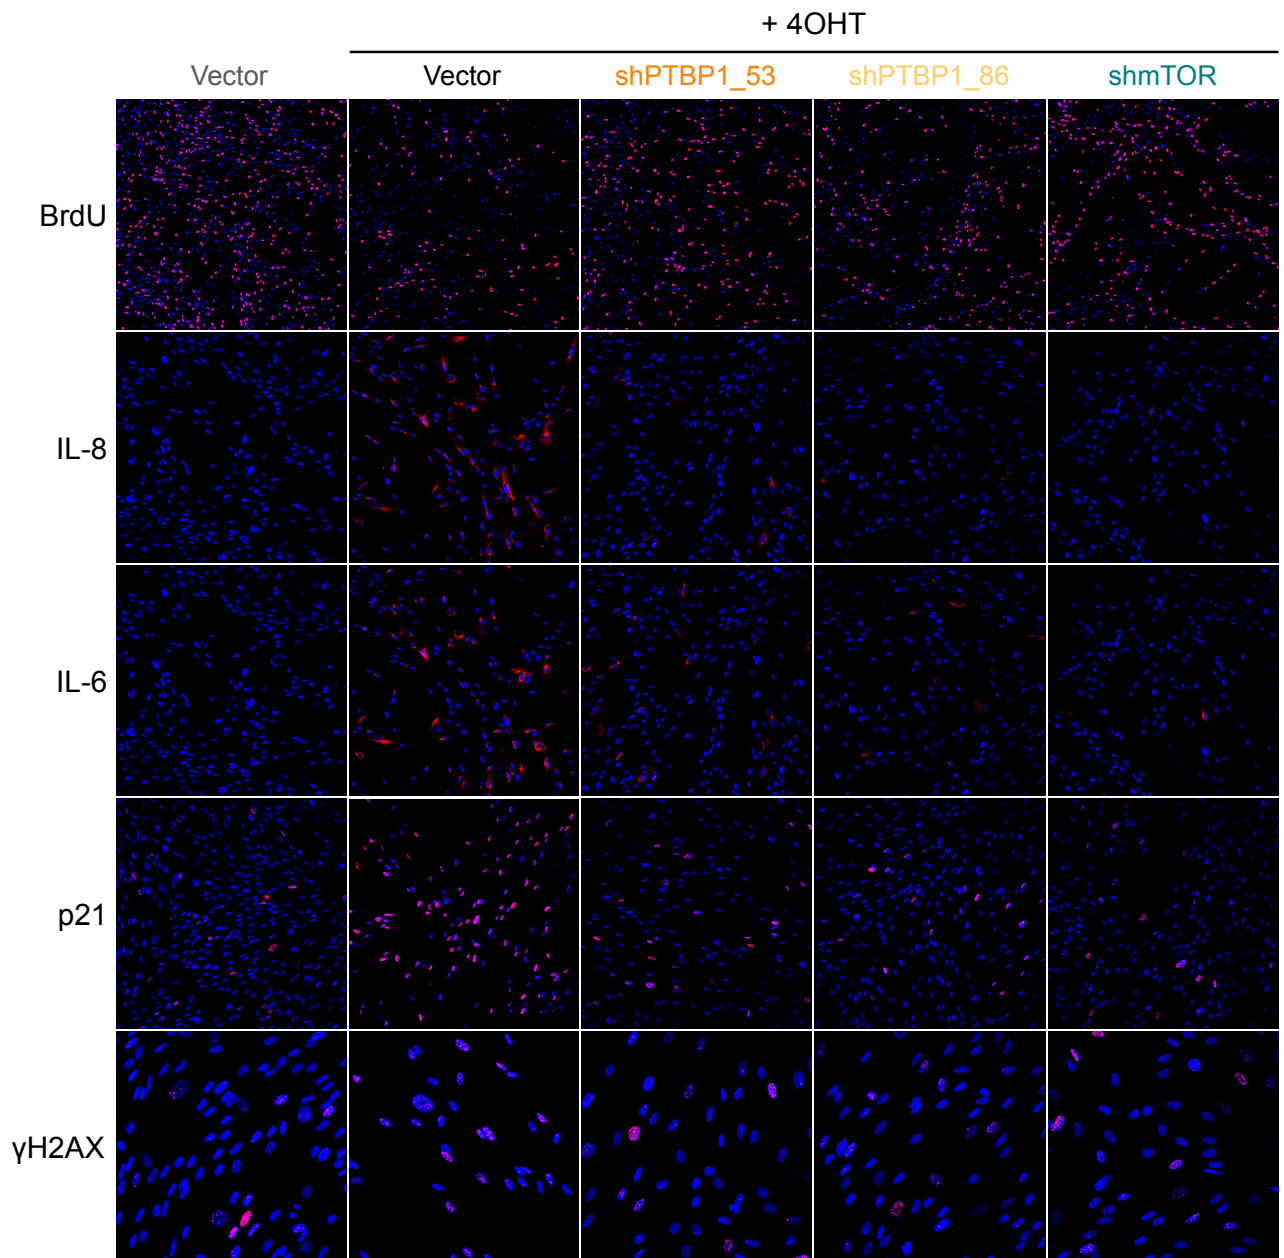 + 4OHT
Vector Vector shPTBP1_53 shPTBP1_86 shmTOR
BrdU
IL-8
IL-6
p21
γH2AX